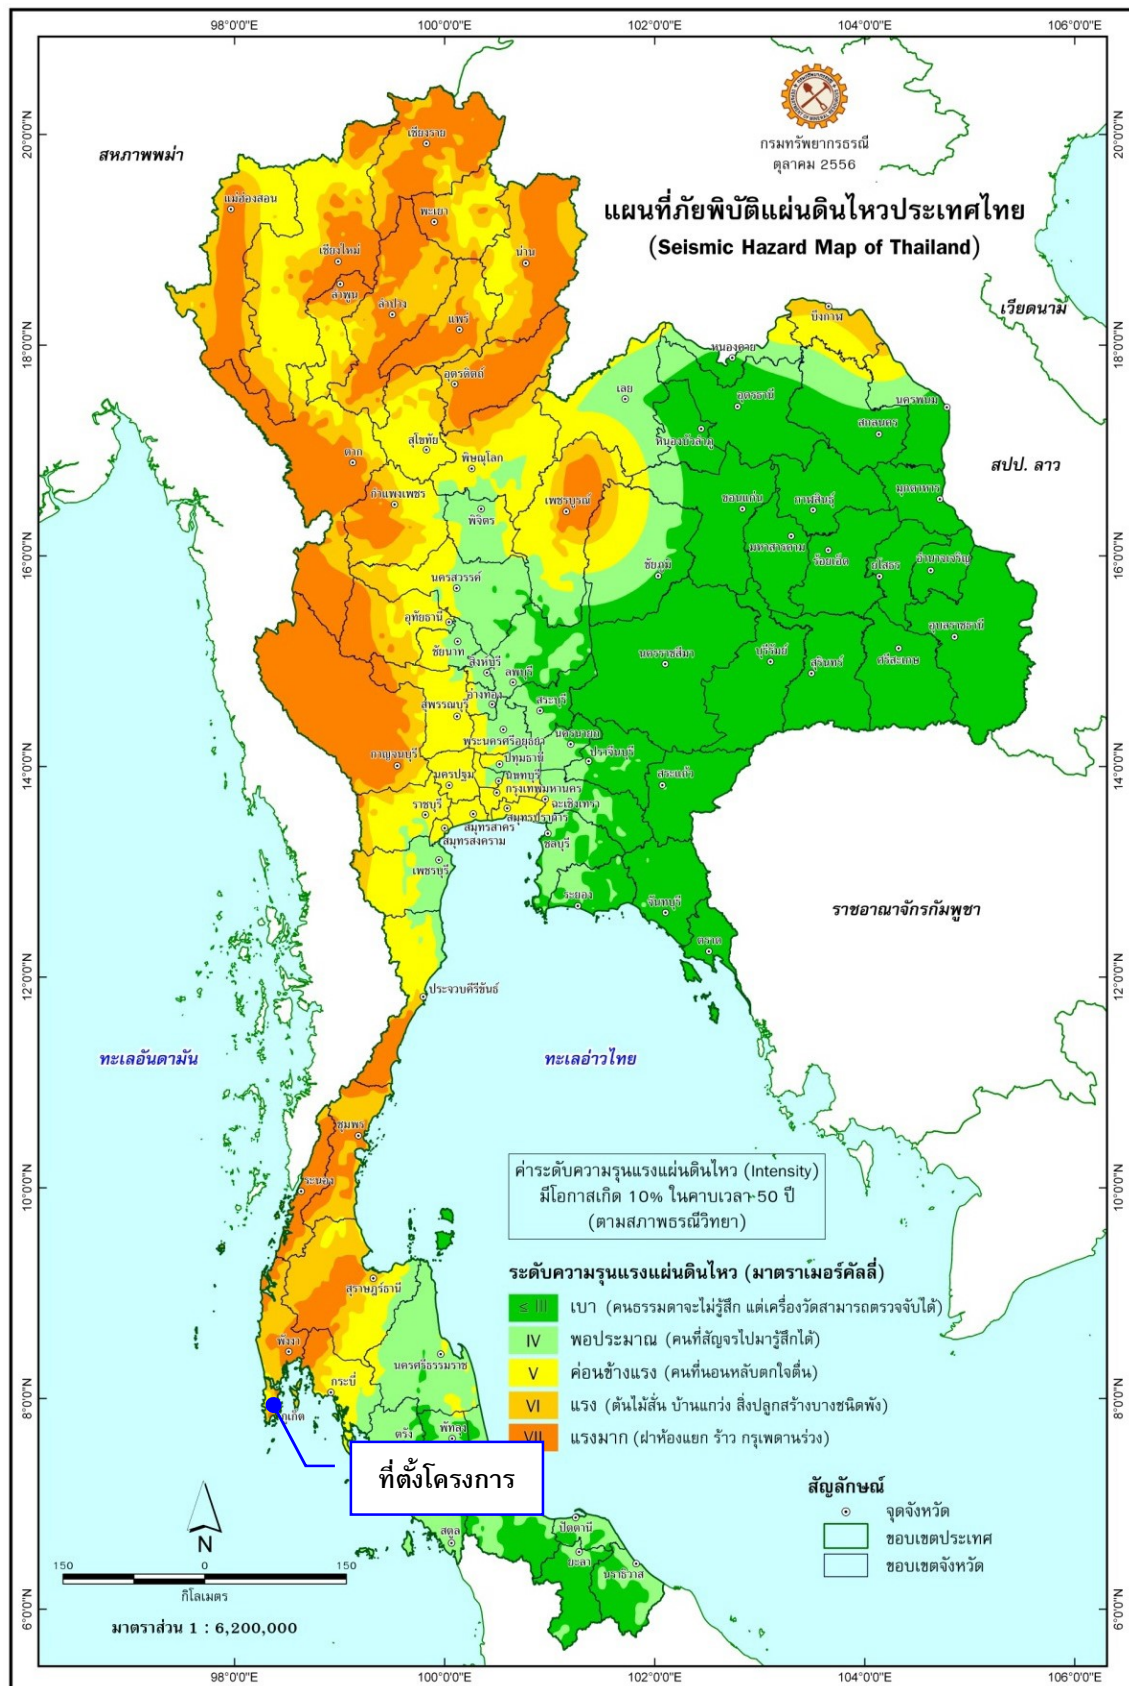 98°0'0"E
100°0'0"E
102°0'0"E
104°0'0"E
106°0'0"E
20°0'0"N
18°0'0"N
16°0'0"N
14°0'0"N
12°0'0"N
10°0'0"N
8°0'0"N
6°0'0"N
20°0'0"N
18°0'0"N
16°0'0"N
14°0'0"N
12°0'0"N
10°0'0"N
8°0'0"N
6°0'0"N
กรมทรัพยากรธรณี
ตุลาคม 2556
แผนที่ภัยพิบัติแผ่นดินไหวประเทศไทย
(Seismic Hazard Map of Thailand)
สหภาพพม่า
เวียดนาม
สปป. ลาว
ราชอาณาจักรกัมพูชา
ทะเลอันดามัน
ทะเลอ่าวไทย
เชียงราย
แม่ฮ่องสอน
พะเยา
เชียงใหม่
น่าน
ลำพูน
ลำปาง
แพร่
บึงกาฬ
หนองคาย
อุตรดิตถ์
เลย
อุดรธานี
นครพนม
สกลนคร
หนองบัวลำภู
สุโขทัย
ตาก
พิษณุโลก
กำแพงเพชร
เพชรบูรณ์
ขอนแก่น
กาฬสินธุ์
มุกดาหาร
พิจิตร
มหาสารคาม
ร้อยเอ็ด
ชัยภูมิ
ยโสธร
อำนาจเจริญ
นครสวรรค์
อุทัยธานี
ชัยนาท
อุบลราชธานี
สิงห์บุรี
ลพบุรี
นครราชสีมา
บุรีรัมย์
สุรินทร์
ศรีสะเกษ
อ่างทอง
สุพรรณบุรี
สระบุรี
พระนครศรีอยุธยา
นครนายก
ปราจีนบุรี
กาญจนบุรี
ปทุมธานี
นครปฐม
นนทบุรี
สระแก้ว
กรุงเทพมหานคร
ราชบุรี
ฉะเชิงเทรา
สมุทรปราการ
สมุทรสาคร
สมุทรสงคราม
ชลบุรี
เพชรบุรี
ระยอง
จันทบุรี
ตราด
ประจวบคีรีขันธ์
ชุมพร
ระนอง
สุราษฎร์ธานี
พังงา
นครศรีธรรมราช
กระบี่
ภูเก็ต
ตรัง
พัทลุง
ที่ตั้งโครงการ
สตูล
ปัตตานี
ยะลา
นราธิวาส
ค่าระดับความรุนแรงแผ่นดินไหว (Intensity)
มีโอกาสเกิด 10% ในคาบเวลา 50 ปี
(ตามสภาพธรณีวิทยา)
ระดับความรุนแรงแผ่นดินไหว (มาตราเมอร์คัลลี่)
≤ III เบา (คนธรรมดาจะไม่รู้สึก แต่เครื่องวัดสามารถตรวจจับได้)
IV พอประมาณ (คนที่สัญจรไปมารู้สึกได้)
V ค่อนข้างแรง (คนที่นอนหลับตกใจตื่น)
VI แรง (ต้นไม้สั่น บ้านแกว่ง สิ่งปลูกสร้างบางชนิดพัง)
VII แรงมาก (ฝาห้องแยก ร้าว กรุเพดานร่วง)
สัญลักษณ์
จุดจังหวัด
ขอบเขตประเทศ
ขอบเขตจังหวัด
N
150 0 150
กิโลเมตร
มาตราส่วน 1 : 6,200,000
98°0'0"E
100°0'0"E
102°0'0"E
104°0'0"E
106°0'0"E